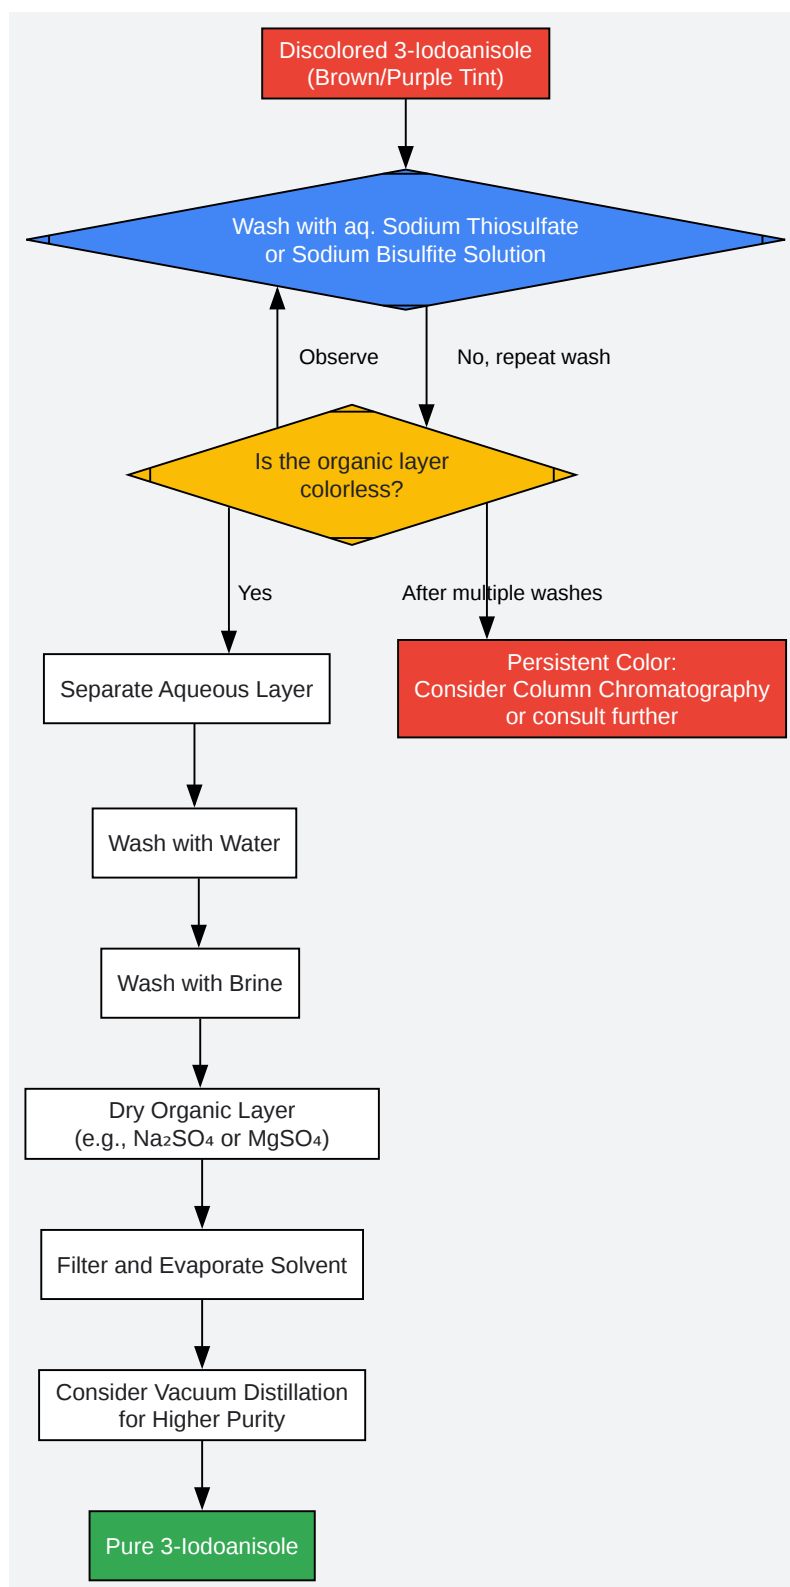 Discolored 3-Iodoanisole
(Brown/Purple Tint)
Wash with aq. Sodium Thiosulfate
or Sodium Bisulfite Solution
Observe
No, repeat wash
Is the organic layer
colorless?
Yes
After multiple washes
Separate Aqueous Layer
Persistent Color:
Consider Column Chromatography
or consult further
Wash with Water
Wash with Brine
Dry Organic Layer
(e.g., Na₂SO₄ or MgSO₄)
Filter and Evaporate Solvent
Consider Vacuum Distillation
for Higher Purity
Pure 3-Iodoanisole